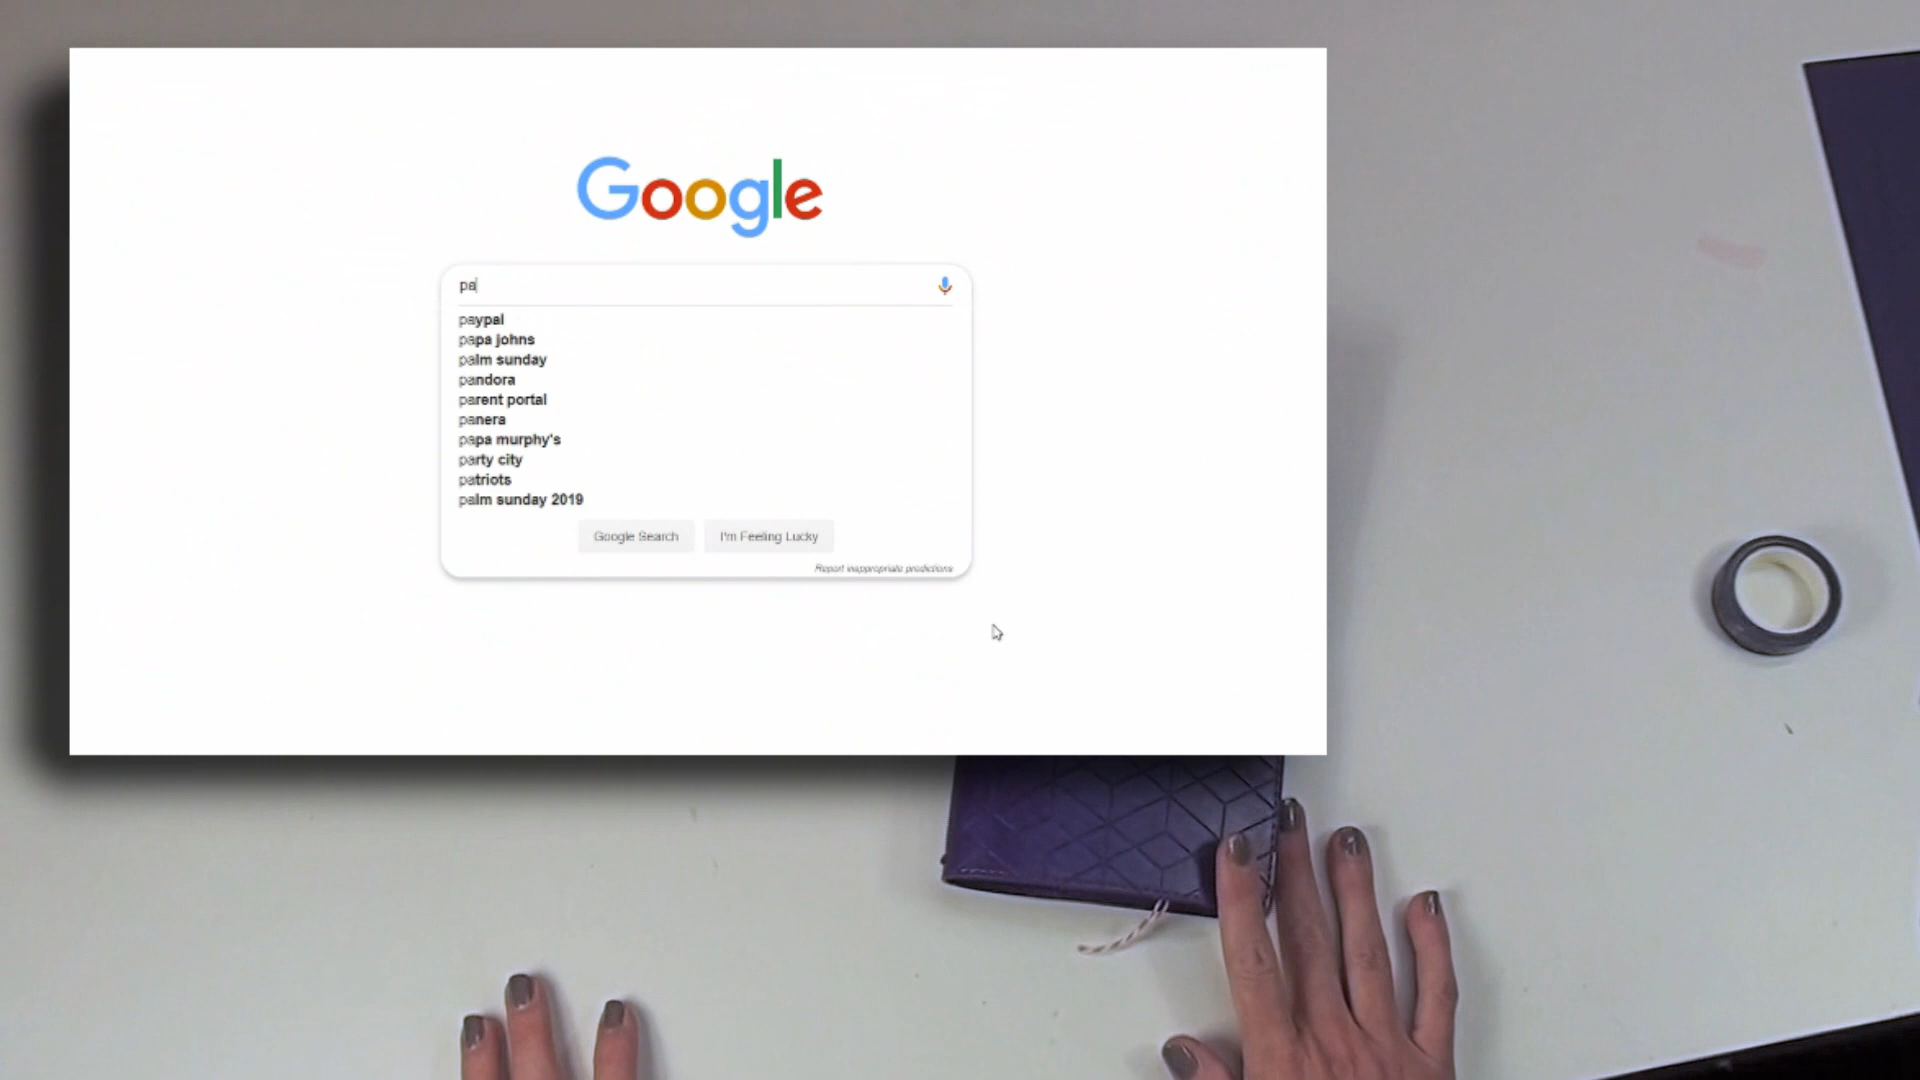 Google
pa
paypal
papa johns
palm sunday
pandora
parent portal
panera
papa murphy's
party city
patriots
palm sunday 2019
Google Search I'm Feeling Lucky
Report inappropriate predictions